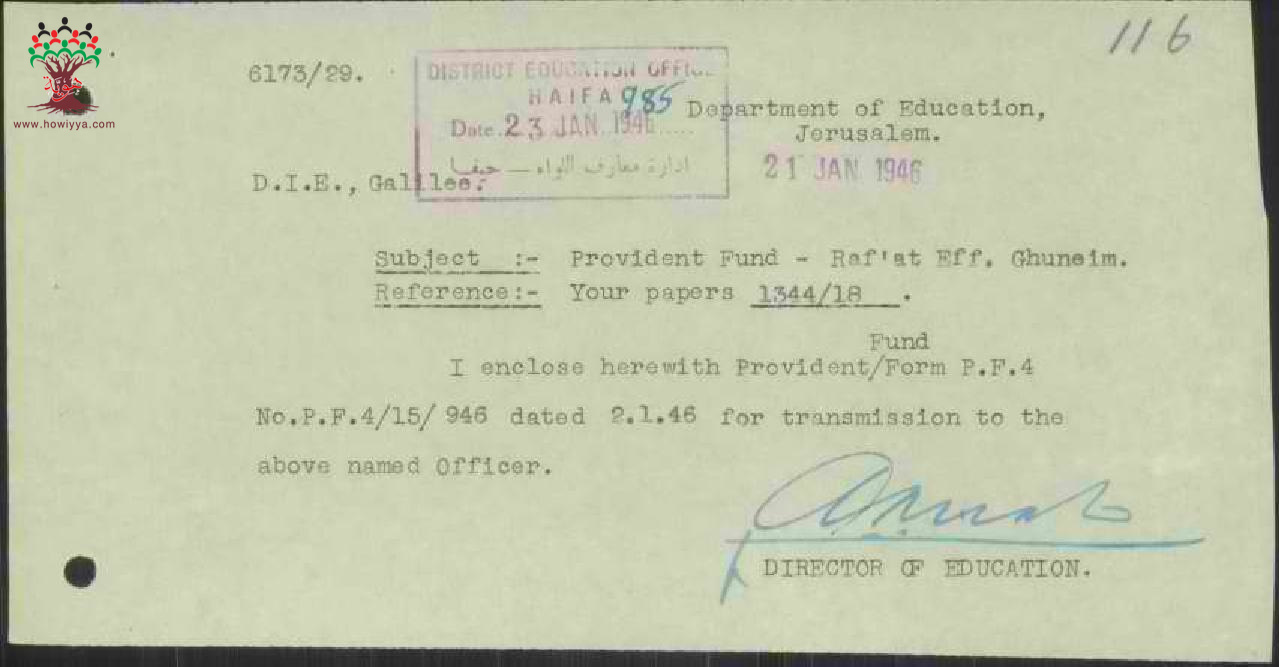 116
6173/29.
DISTRICT EDUCATION OFFICE
HAIFA 985
Date. 23 JAN 1946
ادارة معارف اللواء — حيفا
Department of Education,
Jerusalem.
21 JAN 1946
D.I.E., Galilee.
Subject :- Provident Fund - Raf'at Eff. Ghuneim.
Reference:- Your papers 1344/18 .
Fund
I enclose herewith Provident/Form P.F.4
No.P.F.4/15/ 946 dated 2.1.46 for transmission to the
above named Officer.
DIRECTOR OF EDUCATION.
هوية
www.howiyya.com